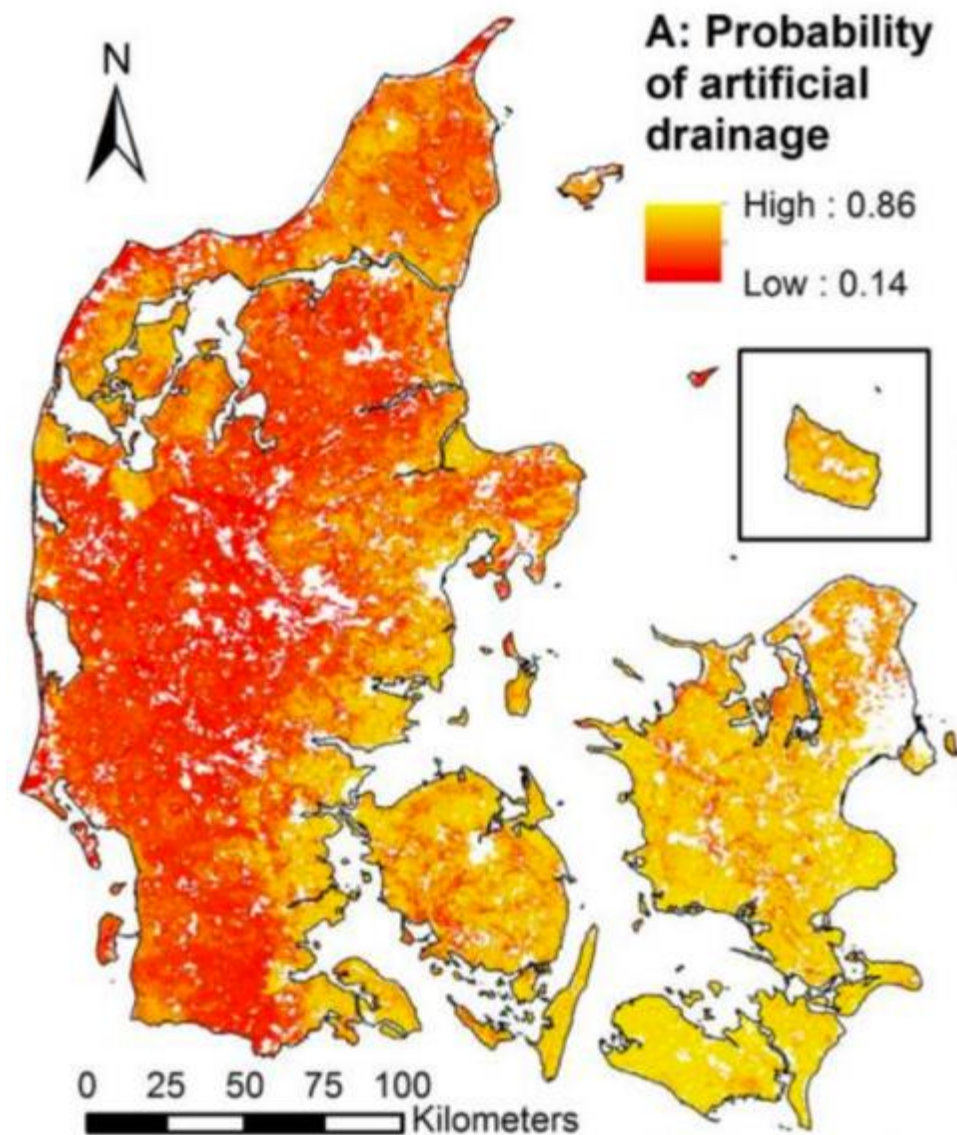 N
A: Probability
of artificial
drainage
High : 0.86
Low : 0.14
0 25 50 75 100
Kilometers